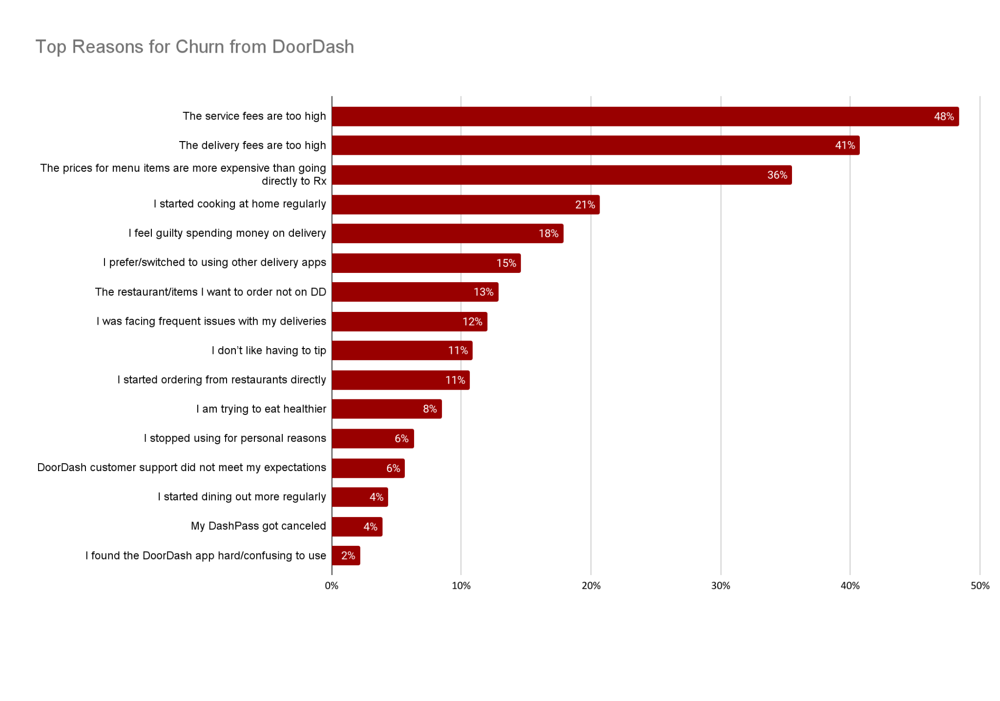 Top Reasons for Churn from DoorDash
The service fees are too high
48%
The delivery fees are too high
41%
The prices for menu items are more expensive than going
directly to Rx
36%
I started cooking at home regularly
21%
I feel guilty spending money on delivery
18%
I prefer/switched to using other delivery apps
15%
The restaurant/items I want to order not on DD
13%
I was facing frequent issues with my deliveries
12%
I don’t like having to tip
11%
I started ordering from restaurants directly
11%
I am trying to eat healthier
8%
I stopped using for personal reasons
6%
DoorDash customer support did not meet my expectations
6%
I started dining out more regularly
4%
My DashPass got canceled
4%
I found the DoorDash app hard/confusing to use
2%
0% 10% 20% 30% 40% 50%